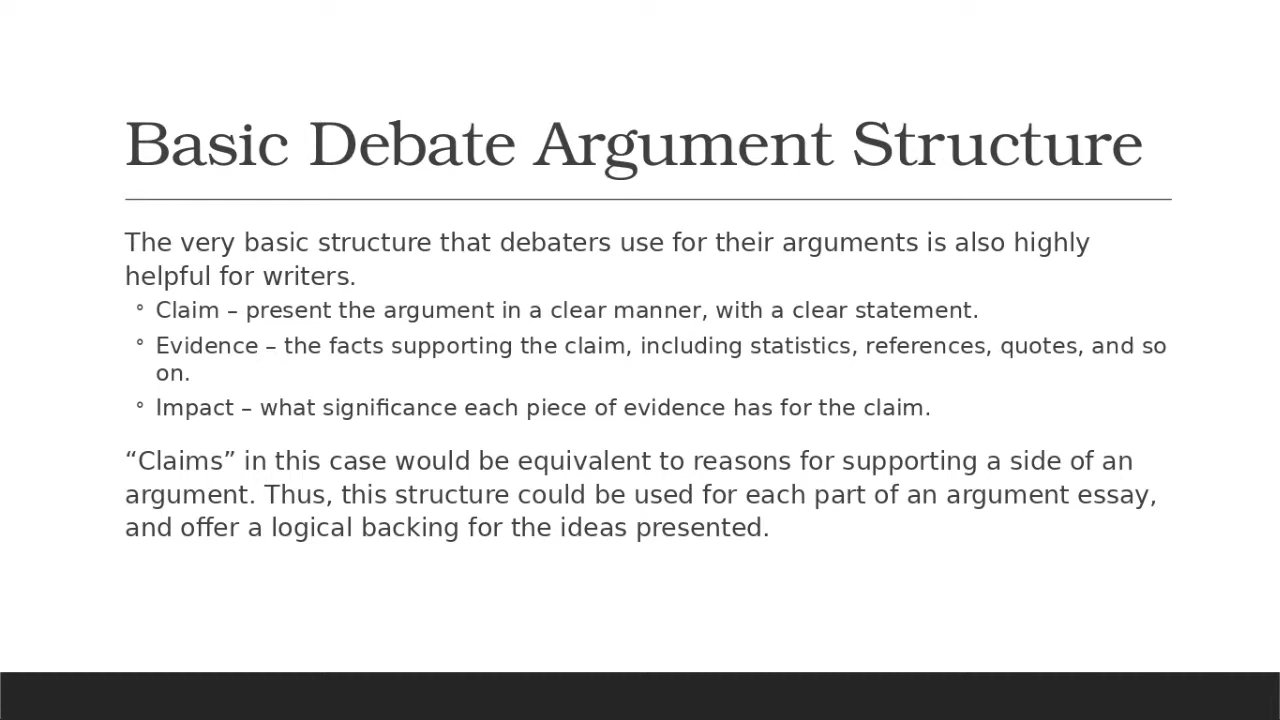 Basic Debate Argument Structure
The very basic structure that debaters use for their arguments is also highly
helpful for writers.
◦ Claim – present the argument in a clear manner, with a clear statement.
◦ Evidence – the facts supporting the claim, including statistics, references, quotes, and so
on.
◦ Impact – what significance each piece of evidence has for the claim.
“Claims” in this case would be equivalent to reasons for supporting a side of an
argument. Thus, this structure could be used for each part of an argument essay,
and offer a logical backing for the ideas presented.